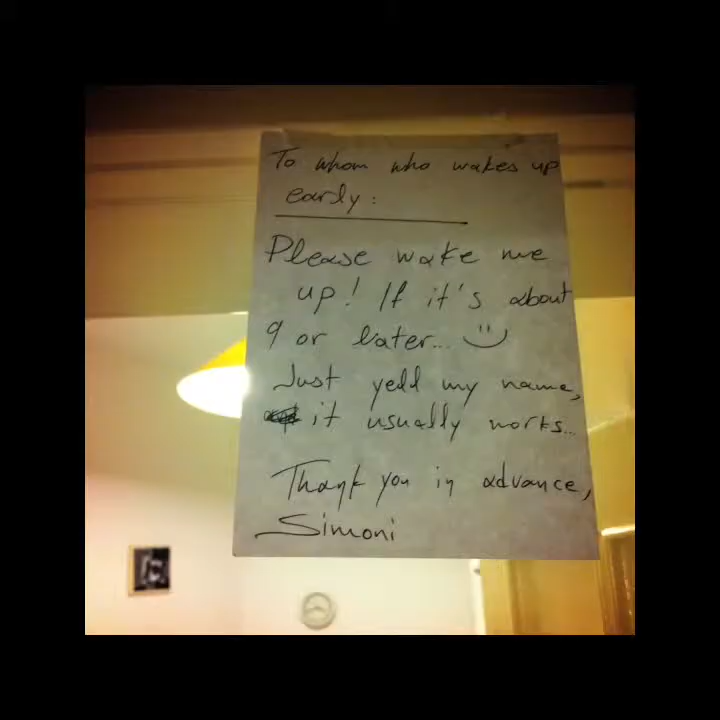 To whom who wakes up
early:
Please wake me
up! If it's about
9 or later... :)
Just yell my name,
it usually works...
Thank you in advance,
Simoni